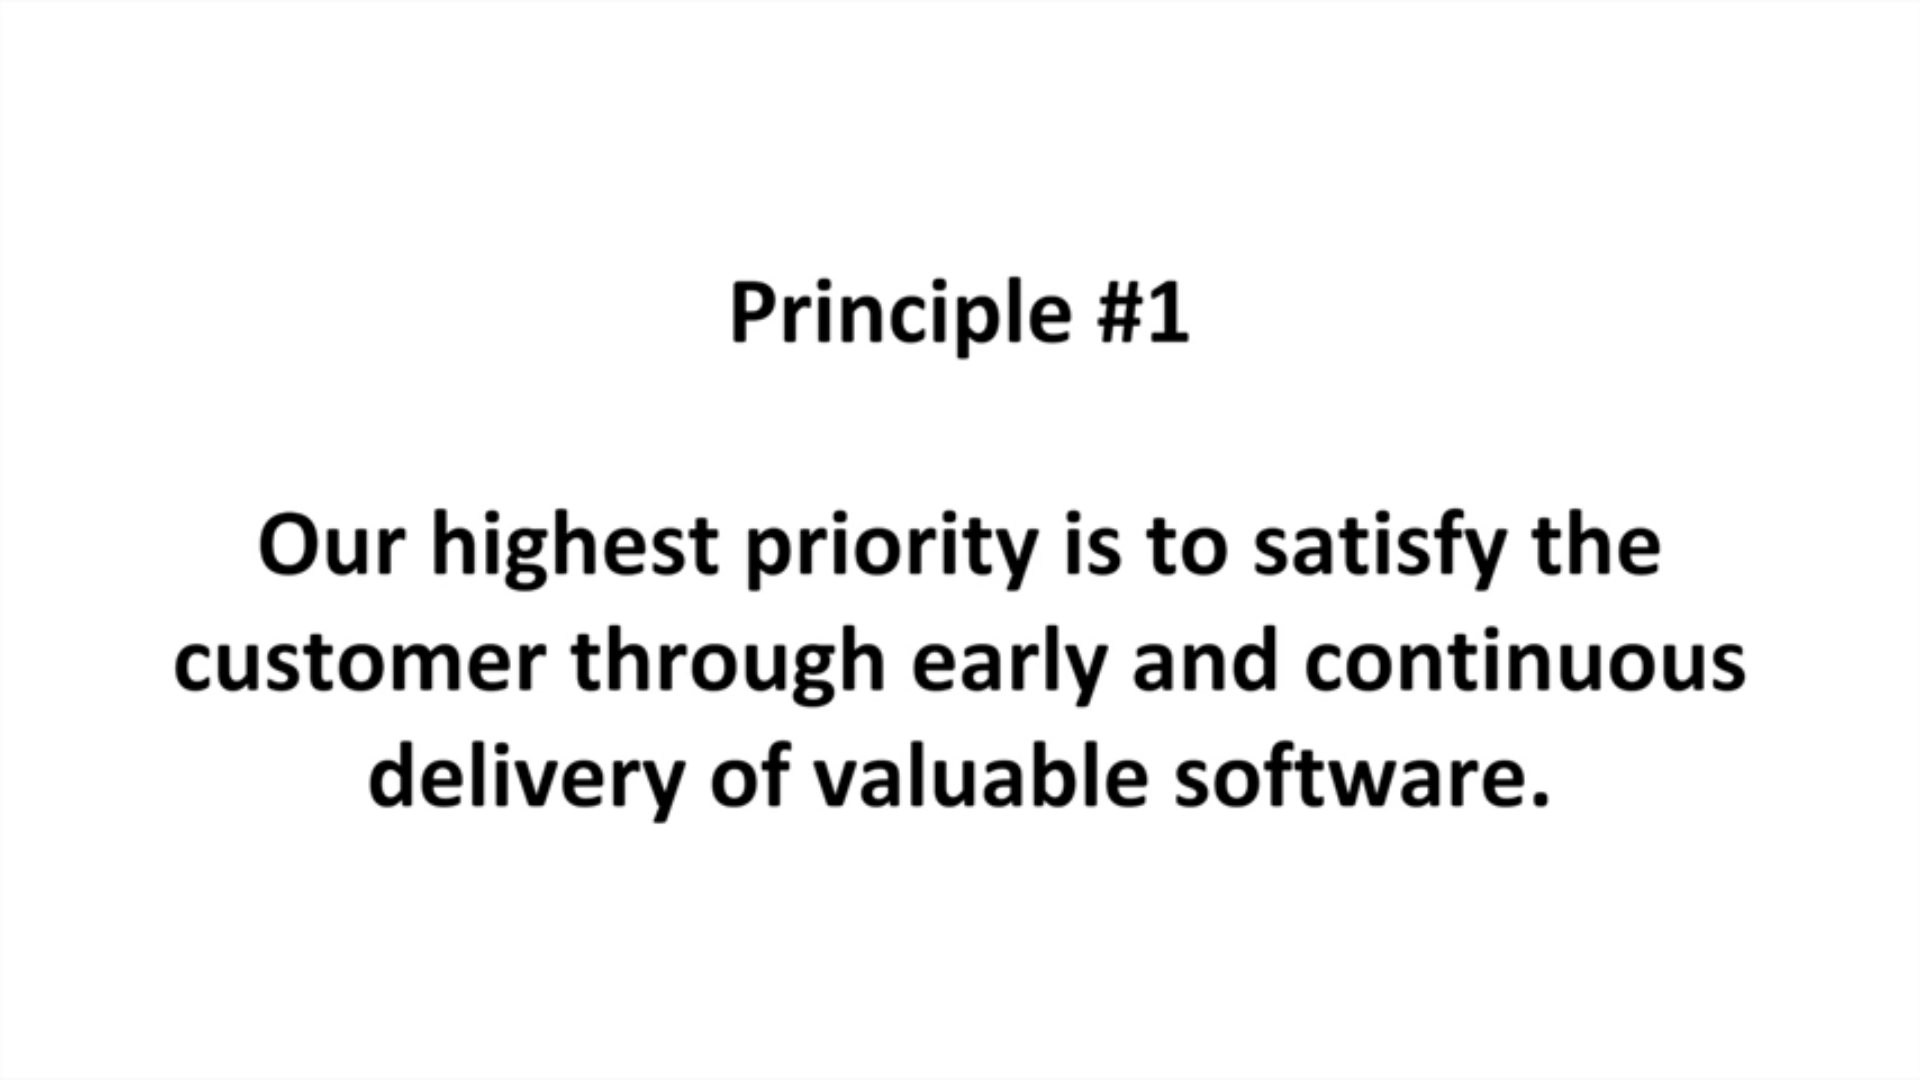 Principle #1
Our highest priority is to satisfy the
customer through early and continuous
delivery of valuable software.